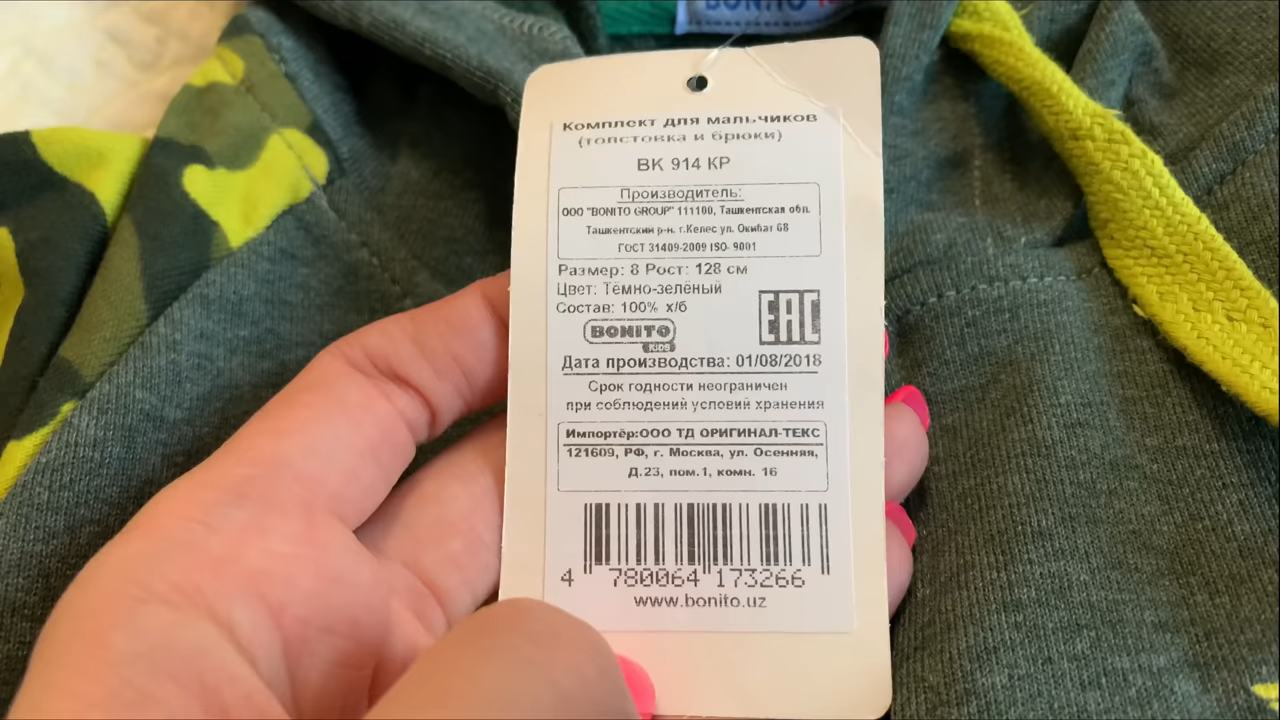 BONITO
Комплект для мальчиков
(толстовка и брюки)
ВК 914 КР
Производитель:
ООО "BONITO GROUP" 111100, Ташкентская обл.
Ташкентский р-н. г.Келес ул. Окибат 68
ГОСТ 31409-2009 ISO- 9001
Размер: 8 Рост: 128 см
Цвет: Тёмно-зелёный
Состав: 100% х/б
EAC
BONITO
KIDS
Дата производства: 01/08/2018
Срок годности неограничен
при соблюдений условий хранения
Импортёр:ООО ТД ОРИГИНАЛ-ТЕКС
121609, РФ, г. Москва, ул. Осенняя,
Д.23, пом.1, комн. 16
4 780064 173266
www.bonito.uz